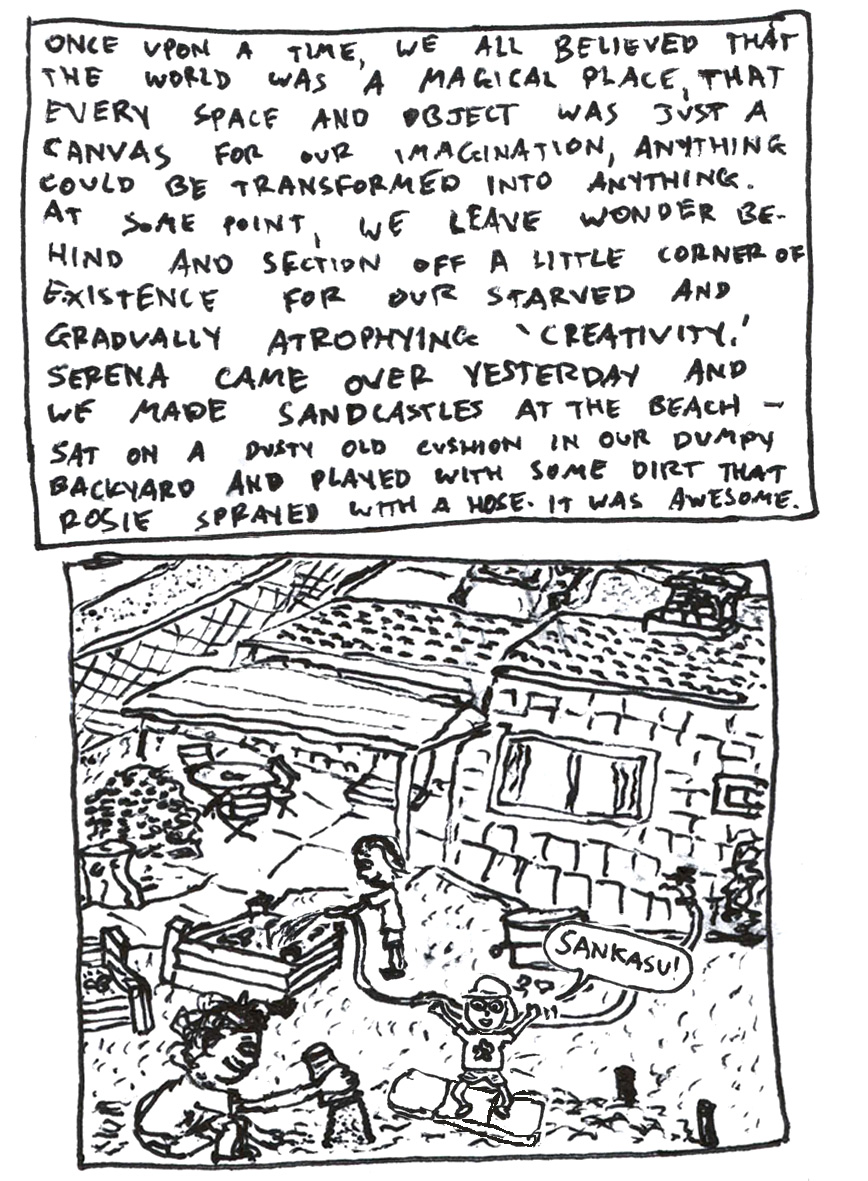 ONCE UPON A TIME, WE ALL BELIEVED THAT
THE WORLD WAS A MAGICAL PLACE, THAT
EVERY SPACE AND OBJECT WAS JUST A
CANVAS FOR OUR IMAGINATION, ANYTHING
COULD BE TRANSFORMED INTO ANYTHING.
AT SOME POINT, WE LEAVE WONDER BE-
HIND AND SECTION OFF A LITTLE CORNER OF
EXISTENCE FOR OUR STARVED AND
GRADUALLY ATROPHYING 'CREATIVITY.'
SERENA CAME OVER YESTERDAY AND
WE MADE SANDCASTLES AT THE BEACH –
SAT ON A DUSTY OLD CUSHION IN OUR DUMPY
BACKYARD AND PLAYED WITH SOME DIRT THAT
ROSIE SPRAYED WITH A HOSE. IT WAS AWESOME.
SANKASU!